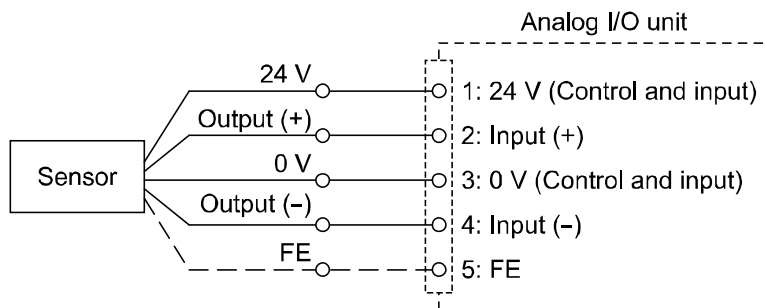 Analog I/O unit
24 V
1: 24 V (Control and input)
Output (+)
2: Input (+)
Sensor
0 V
3: 0 V (Control and input)
Output (−)
4: Input (−)
FE
5: FE